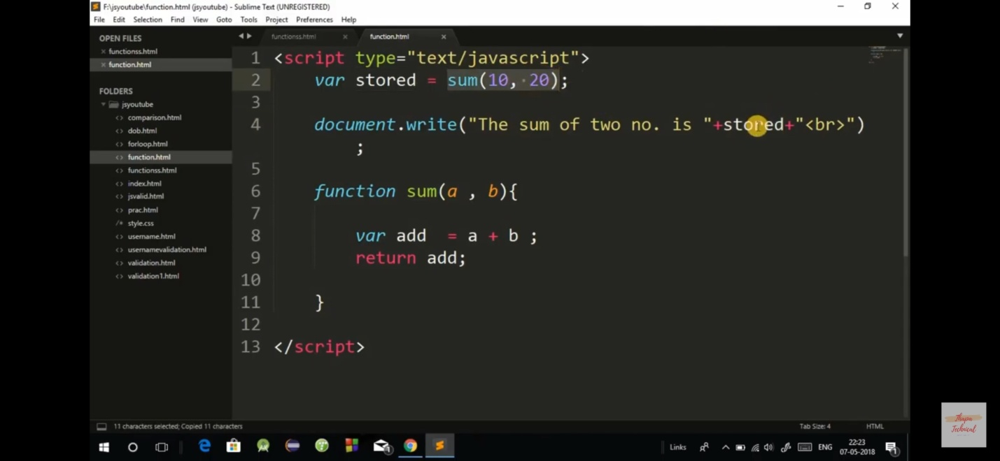 F:\jsyoutube\function.html (jsyoutube) - Sublime Text (UNREGISTERED)
File Edit Selection Find View Goto Tools Project Preferences Help
OPEN FILES
functionss.html
function.html
FOLDERS
jsyoutube
comparison.html
dob.html
forloop.html
function.html
functionss.html
index.html
jsvalid.html
prac.html
/* style.css
username.html
usernamevalidation.html
validation.html
validation1.html
functionss.html function.html
1 <script type="text/javascript">
2 var stored = sum(10, 20);
3
4 document.write("The sum of two no. is "+stored+"<br>")
;
5
6 function sum(a , b){
7
8 var add  = a + b ;
9 return add;
10
11 }
12
13 </script>
11 characters selected; Copied 11 characters Tab Size: 4 HTML
Links ENG 22:23
07-05-2018
Thapa
Technical